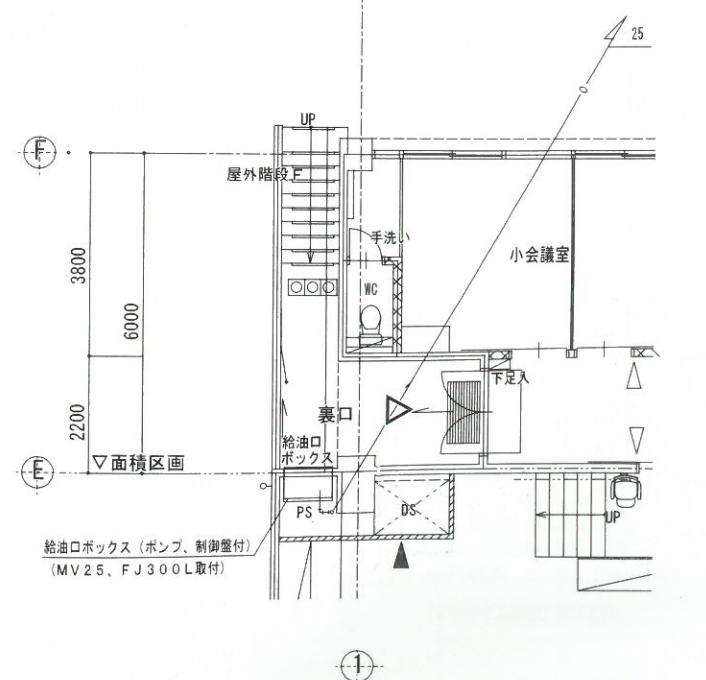 25
UP
F
屋外階段F
手洗い
小会議室
3800
6000
WC
下足入
裏口
2200
給油口
ボックス
▽面積区画
E
PS
DS
UP
給油口ボックス（ポンプ、制御盤付）
（MV25、FJ300L取付）
1